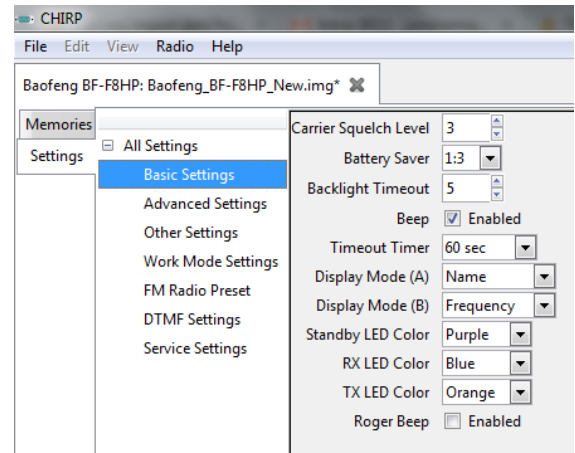 CHIRP
File Edit View Radio Help
Baofeng BF-F8HP: Baofeng_BF-F8HP_New.img*
Memories
Settings
All Settings
Basic Settings
Advanced Settings
Other Settings
Work Mode Settings
FM Radio Preset
DTMF Settings
Service Settings
Carrier Squelch Level 3
Battery Saver 1:3
Backlight Timeout 5
Beep Enabled
Timeout Timer 60 sec
Display Mode (A) Name
Display Mode (B) Frequency
Standby LED Color Purple
RX LED Color Blue
TX LED Color Orange
Roger Beep Enabled